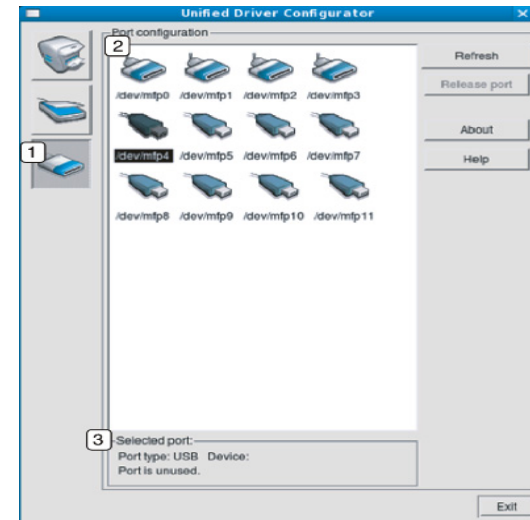 Unified Driver Configurator
Port configuration
2
/dev/mfp0 /dev/mfp1 /dev/mfp2 /dev/mfp3
/dev/mfp4 /dev/mfp5 /dev/mfp6 /dev/mfp7
/dev/mfp8 /dev/mfp9 /dev/mfp10 /dev/mfp11
1
Refresh
Release port
About
Help
3
Selected port:
Port type: USB Device:
Port is unused.
Exit